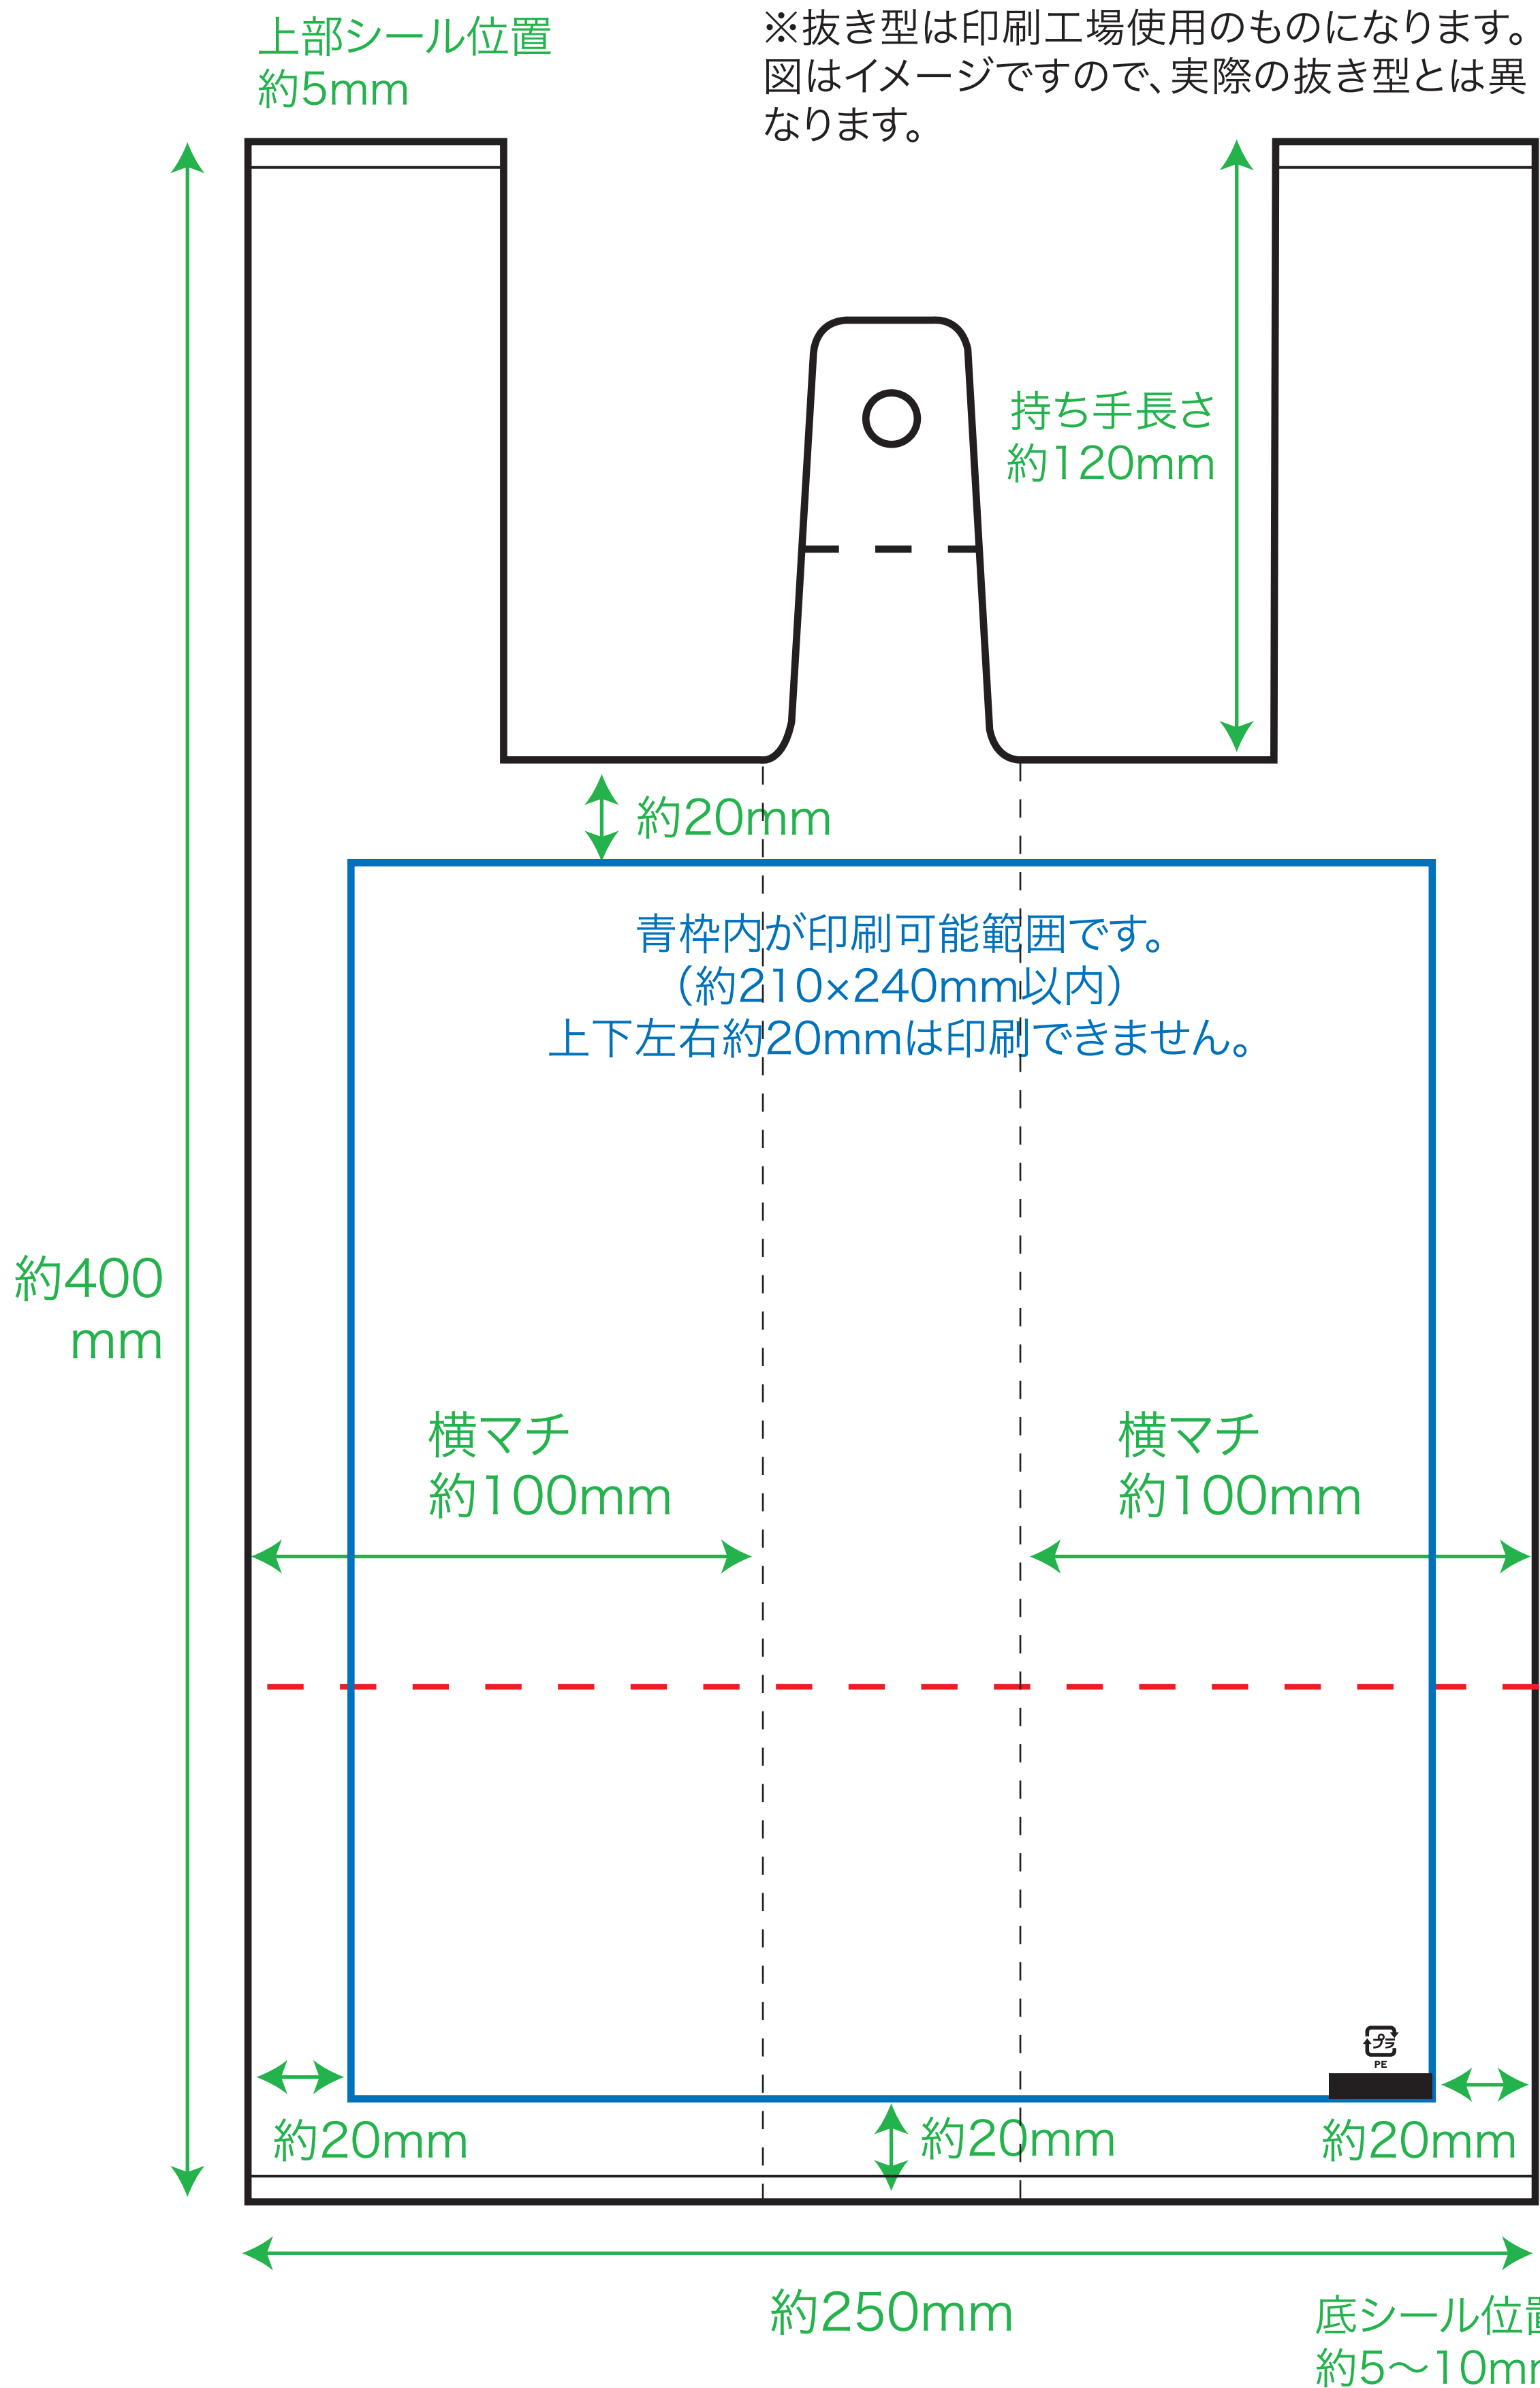 上部シール位置
約5mm
※抜き型は印刷工場使用のものになります。
図はイメージですので、実際の抜き型とは異
なります。
持ち手長さ
約120mm
約20mm
青枠内が印刷可能範囲です。
（約210×240mm以内）
上下左右約20mmは印刷できません。
約400
mm
横マチ
約100mm
横マチ
約100mm
プラ
PE
約20mm
約20mm
約20mm
約250mm
底シール位置
約5〜10mm